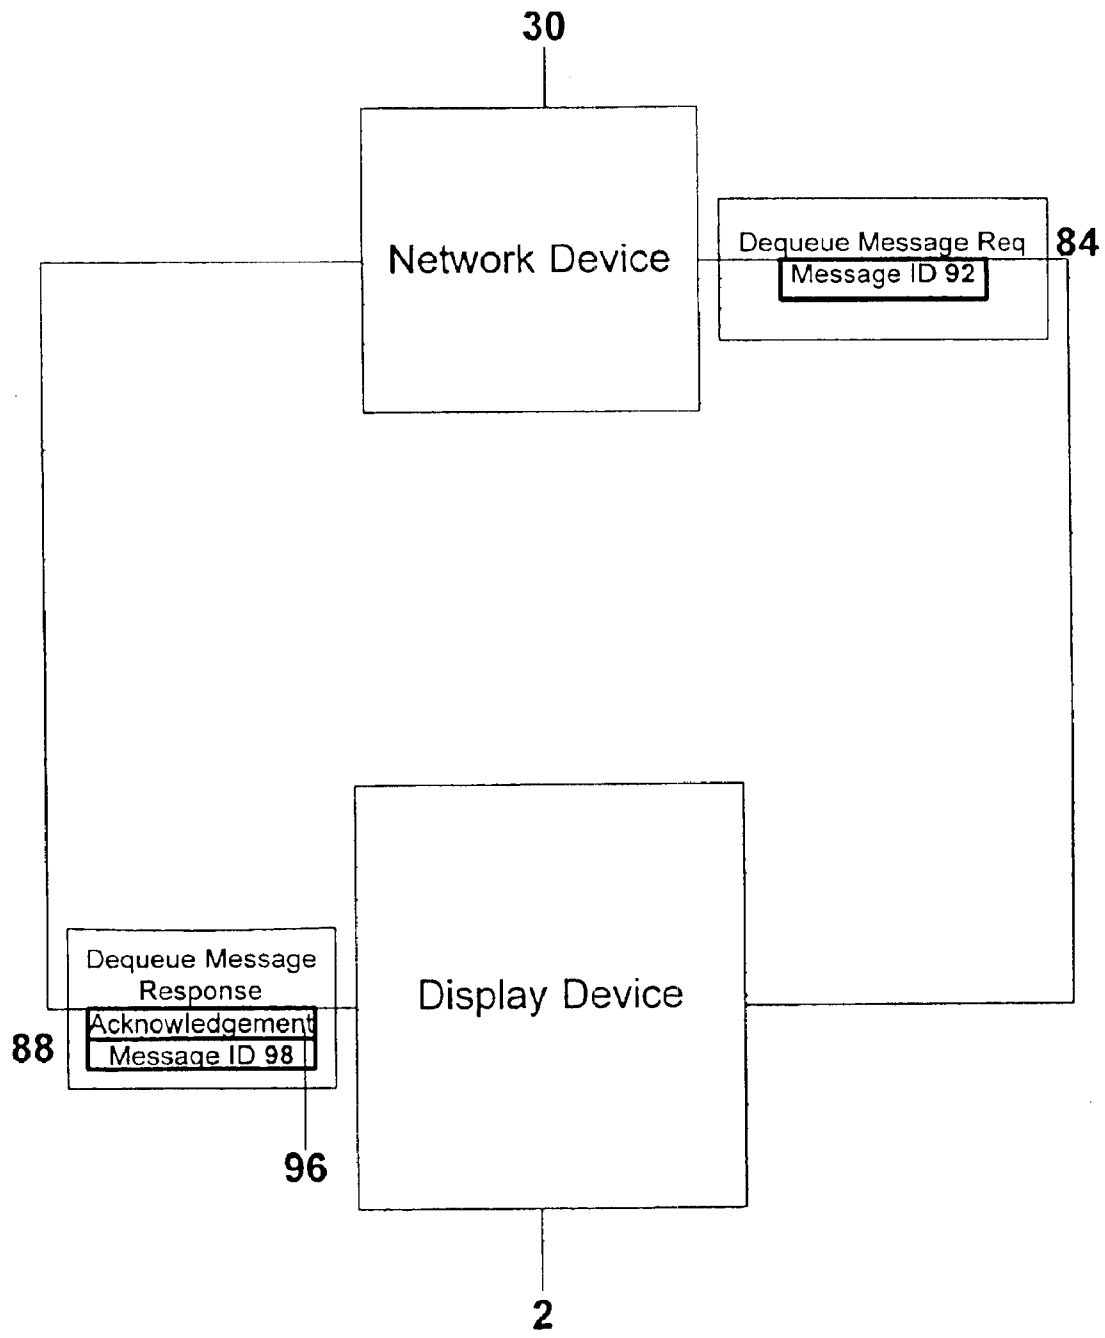 30
Network Device
Dequeue Message Req
84
Message ID 92
Dequeue Message
Response
Acknowledgement
88
Message ID 98
96
Display Device
2